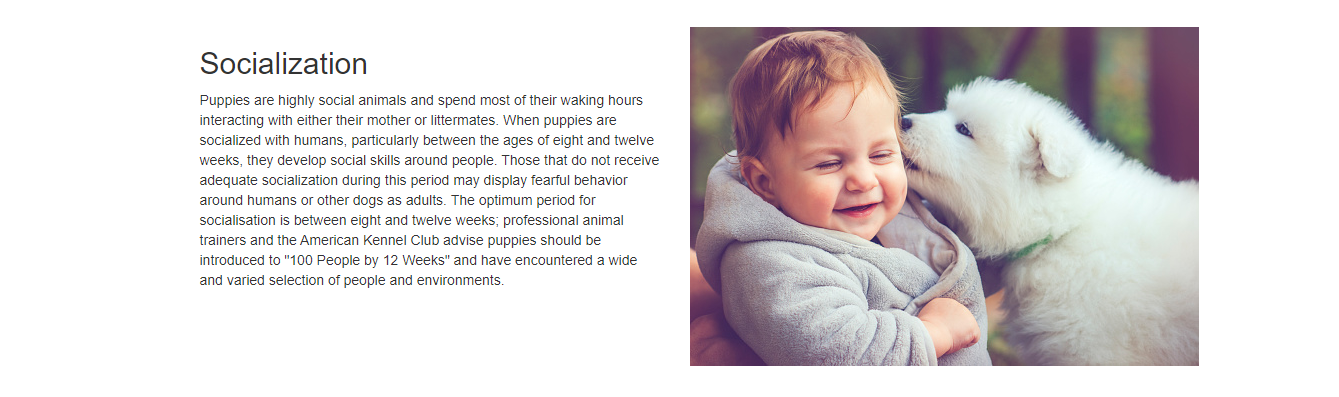 Socialization
Puppies are highly social animals and spend most of their waking hours
interacting with either their mother or littermates. When puppies are
socialized with humans, particularly between the ages of eight and twelve
weeks, they develop social skills around people. Those that do not receive
adequate socialization during this period may display fearful behavior
around humans or other dogs as adults. The optimum period for
socialisation is between eight and twelve weeks; professional animal
trainers and the American Kennel Club advise puppies should be
introduced to "100 People by 12 Weeks" and have encountered a wide
and varied selection of people and environments.